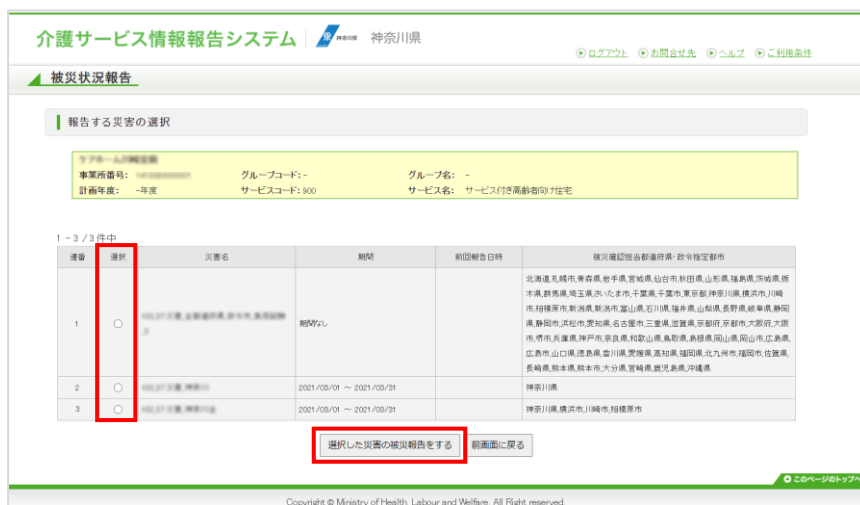 介護サービス情報報告システム 神奈川県 神奈川県
ログアウト お問合せ先 ヘルプ ご利用条件
被災状況報告
報告する災害の選択
事業所番号: グループコード: - グループ名: -
計画年度: -年度 サービスコード: 900 サービス名: サービス付き高齢者向け住宅
1 - 3 / 3 件中
連番 選択 災害名 期間 前回報告日時 被災確認担当都道府県・政令指定都市
北海道,札幌市,青森県,岩手県,宮城県,仙台市,秋田県,山形県,福島県,茨城県,栃
木県,群馬県,埼玉県,さいたま市,千葉県,千葉市,東京都,神奈川県,横浜市,川崎
市,相模原市,新潟県,新潟市,富山県,石川県,福井県,山梨県,長野県,岐阜県,静岡
1 期間なし 県,静岡市,浜松市,愛知県,名古屋市,三重県,滋賀県,京都府,京都市,大阪府,大阪
市,堺市,兵庫県,神戸市,奈良県,和歌山県,鳥取県,島根県,岡山県,岡山市,広島県,
広島市,山口県,徳島県,香川県,愛媛県,高知県,福岡県,北九州市,福岡市,佐賀県,
長崎県,熊本県,熊本市,大分県,宮崎県,鹿児島県,沖縄県
2 2021/03/01 ～ 2021/03/31 神奈川県
3 2021/03/01 ～ 2021/03/31 神奈川県,横浜市,川崎市,相模原市
選択した災害の被災報告をする 前画面に戻る
このページのトップへ
Copyright © Ministry of Health, Labour and Welfare, All Right reserved.